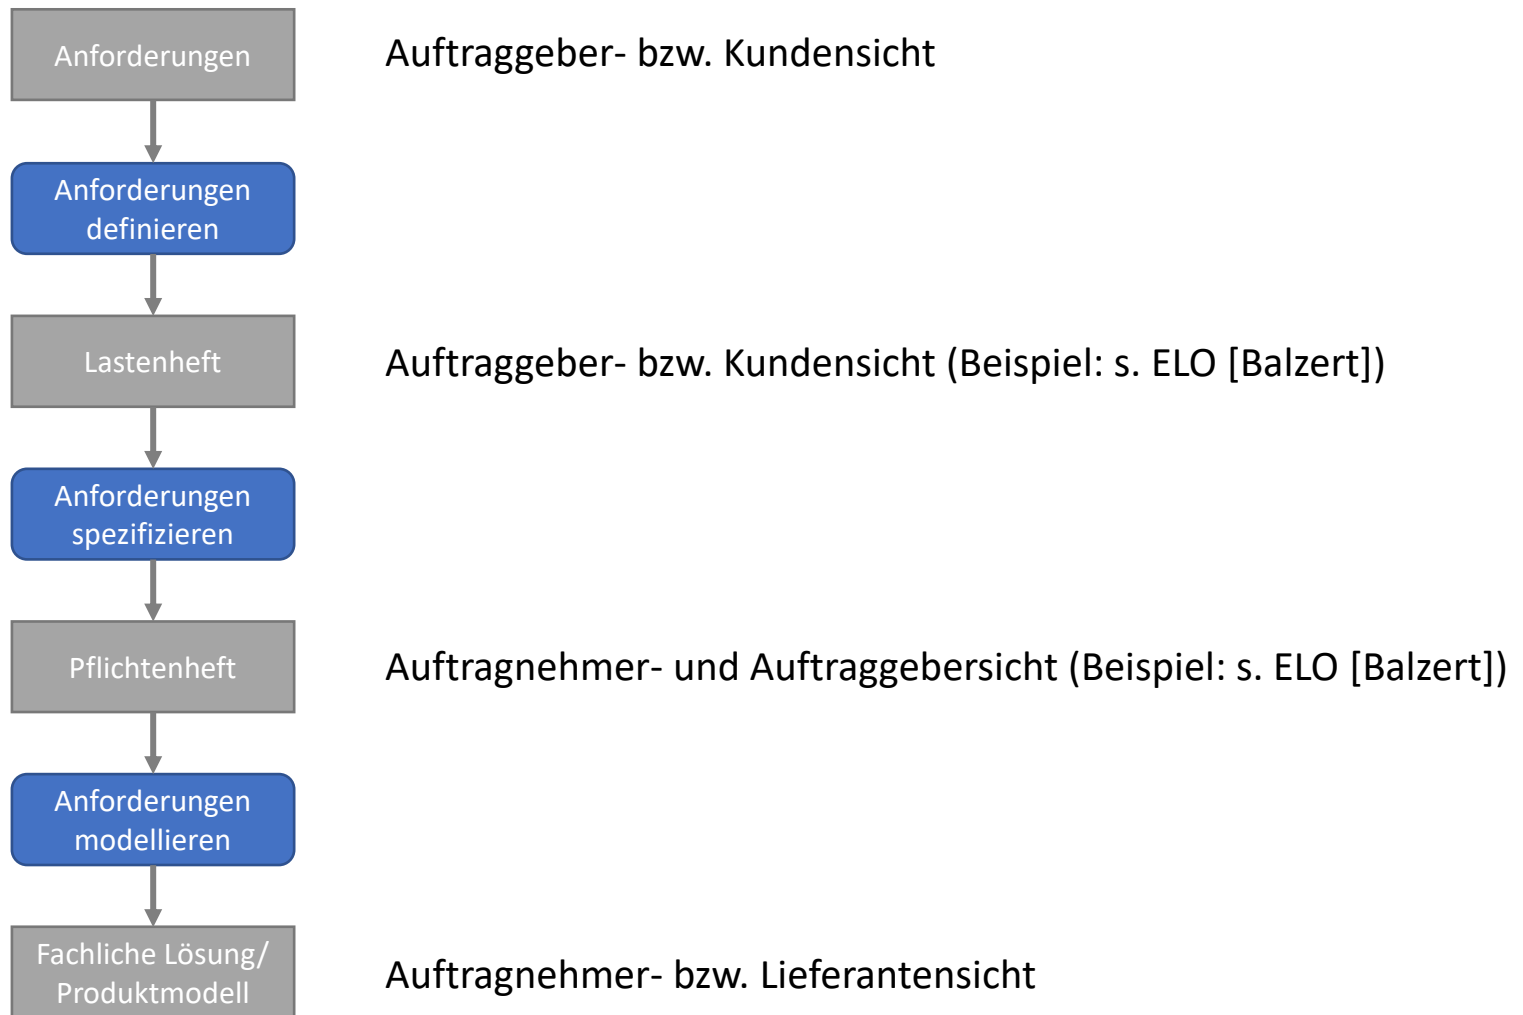 Anforderungen
Auftraggeber- bzw. Kundensicht
Anforderungen
definieren
Lastenheft
Auftraggeber- bzw. Kundensicht (Beispiel: s. ELO [Balzert])
Anforderungen
spezifizieren
Pflichtenheft
Auftragnehmer- und Auftraggebersicht (Beispiel: s. ELO [Balzert])
Anforderungen
modellieren
Fachliche Lösung/
Produktmodell
Auftragnehmer- bzw. Lieferantensicht